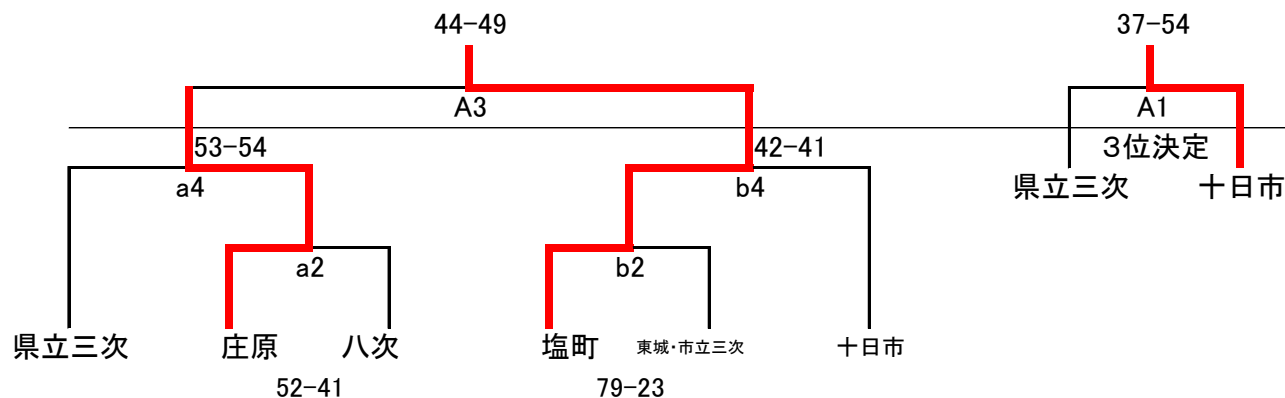 44-49
37-54
A3
A1
53-54
42-41
3位決定
a4
b4
県立三次
十日市
a2
b2
県立三次
庄原
八次
塩町
東城・市立三次
十日市
52-41
79-23